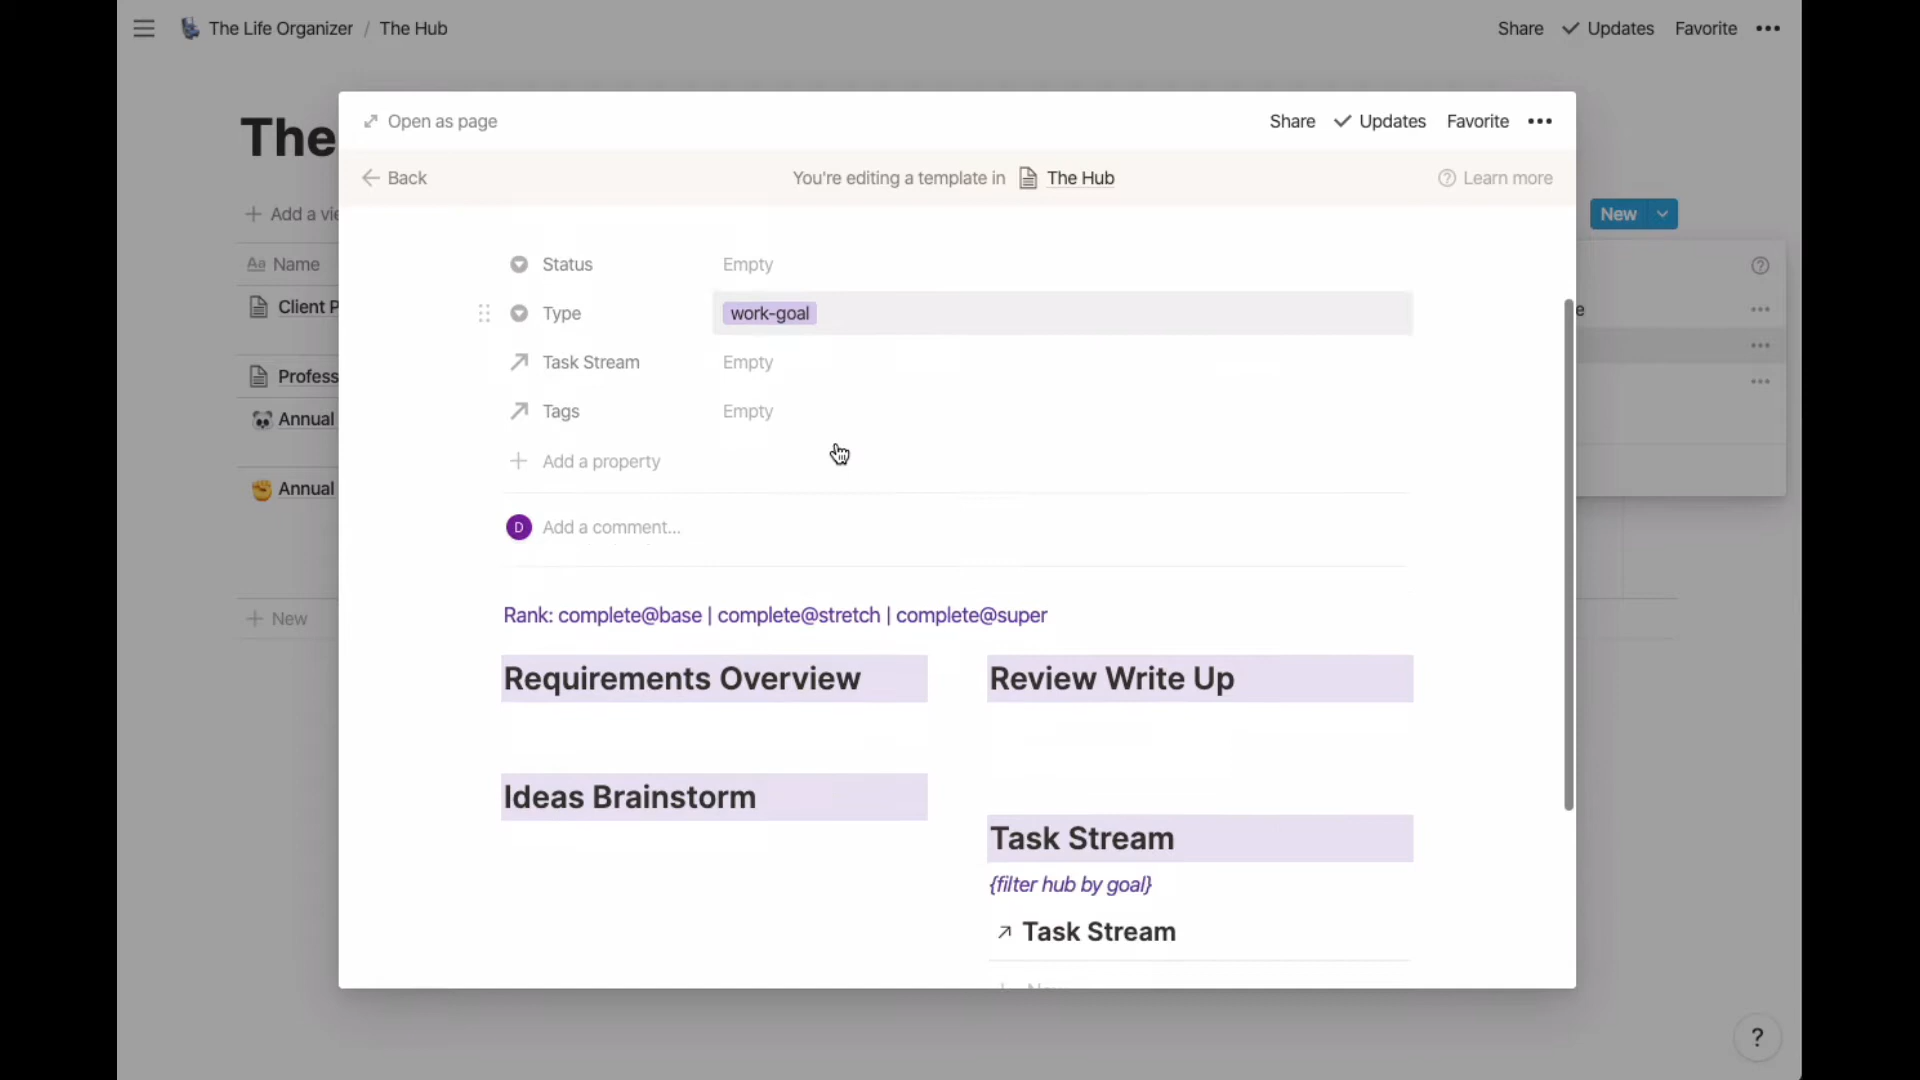 The Life Organizer / The Hub
Share ✓ Updates Favorite •••
The
Open as page
Share ✓ Updates Favorite •••
← Back
You're editing a template in The Hub
Learn more
+ Add a vie
New
Aa Name
Status Empty
Client P
Type work-goal
e
Task Stream Empty
Profess
Tags Empty
Annual
+ Add a property
Annual
D Add a comment...
Rank: complete@base | complete@stretch | complete@super
+ New
Requirements Overview
Review Write Up
Ideas Brainstorm
Task Stream
{filter hub by goal}
↗ Task Stream
?